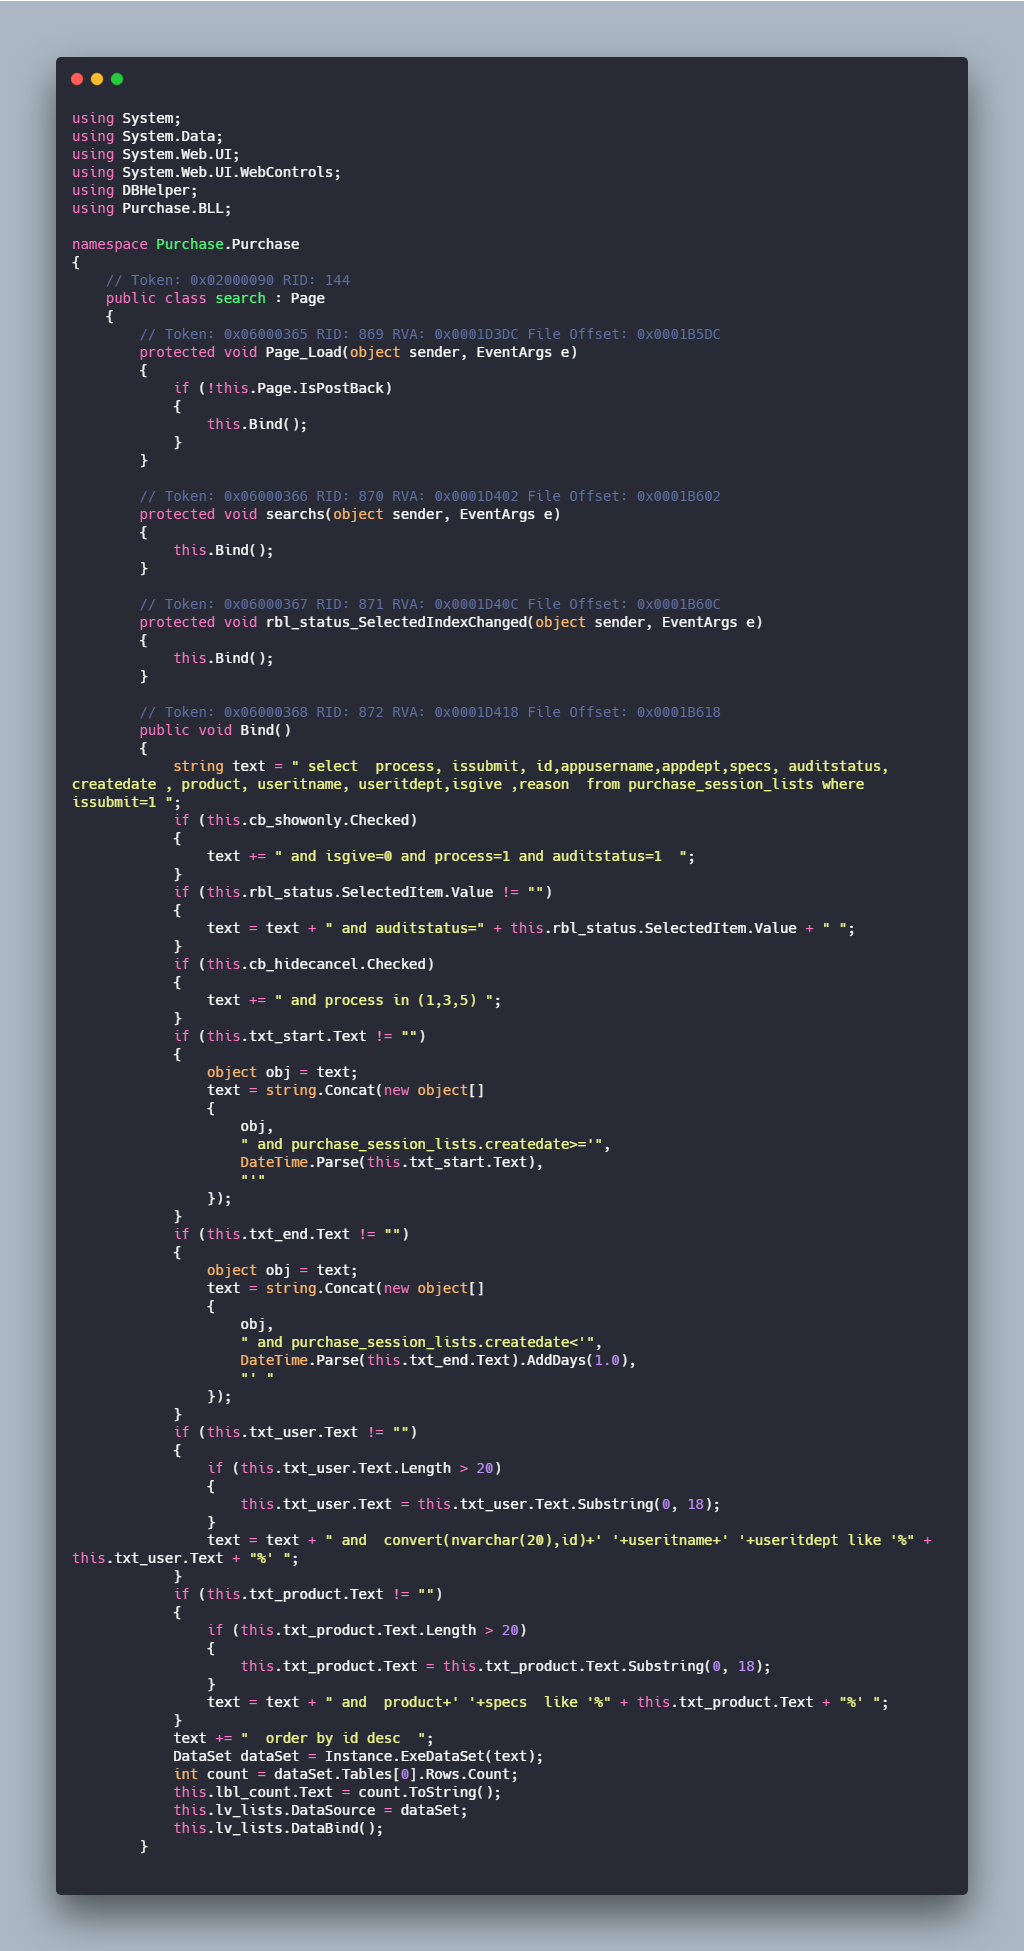 using System;
using System.Data;
using System.Web.UI;
using System.Web.UI.WebControls;
using DBHelper;
using Purchase.BLL;

namespace Purchase.Purchase
{
    // Token: 0x02000090 RID: 144
    public class search : Page
    {
        // Token: 0x06000365 RID: 869 RVA: 0x0001D3DC File Offset: 0x0001B5DC
        protected void Page_Load(object sender, EventArgs e)
        {
            if (!this.Page.IsPostBack)
            {
                this.Bind();
            }
        }

        // Token: 0x06000366 RID: 870 RVA: 0x0001D402 File Offset: 0x0001B602
        protected void searchs(object sender, EventArgs e)
        {
            this.Bind();
        }

        // Token: 0x06000367 RID: 871 RVA: 0x0001D40C File Offset: 0x0001B60C
        protected void rbl_status_SelectedIndexChanged(object sender, EventArgs e)
        {
            this.Bind();
        }

        // Token: 0x06000368 RID: 872 RVA: 0x0001D418 File Offset: 0x0001B618
        public void Bind()
        {
            string text = " select  process, issubmit, id,appusername,appdept,specs, auditstatus,
createdate , product, useritname, useritdept,isgive ,reason  from purchase_session_lists where
issubmit=1 ";
            if (this.cb_showonly.Checked)
            {
                text += " and isgive=0 and process=1 and auditstatus=1  ";
            }
            if (this.rbl_status.SelectedItem.Value != "")
            {
                text = text + " and auditstatus=" + this.rbl_status.SelectedItem.Value + " ";
            }
            if (this.cb_hidecancel.Checked)
            {
                text += " and process in (1,3,5) ";
            }
            if (this.txt_start.Text != "")
            {
                object obj = text;
                text = string.Concat(new object[]
                {
                    obj,
                    " and purchase_session_lists.createdate>='",
                    DateTime.Parse(this.txt_start.Text),
                    "'"
                });
            }
            if (this.txt_end.Text != "")
            {
                object obj = text;
                text = string.Concat(new object[]
                {
                    obj,
                    " and purchase_session_lists.createdate<'",
                    DateTime.Parse(this.txt_end.Text).AddDays(1.0),
                    "' "
                });
            }
            if (this.txt_user.Text != "")
            {
                if (this.txt_user.Text.Length > 20)
                {
                    this.txt_user.Text = this.txt_user.Text.Substring(0, 18);
                }
                text = text + " and  convert(nvarchar(20),id)+' '+useritname+' '+useritdept like '%" +
this.txt_user.Text + "%' ";
            }
            if (this.txt_product.Text != "")
            {
                if (this.txt_product.Text.Length > 20)
                {
                    this.txt_product.Text = this.txt_product.Text.Substring(0, 18);
                }
                text = text + " and  product+' '+specs  like '%" + this.txt_product.Text + "%' ";
            }
            text += "  order by id desc  ";
            DataSet dataSet = Instance.ExeDataSet(text);
            int count = dataSet.Tables[0].Rows.Count;
            this.lbl_count.Text = count.ToString();
            this.lv_lists.DataSource = dataSet;
            this.lv_lists.DataBind();
        }